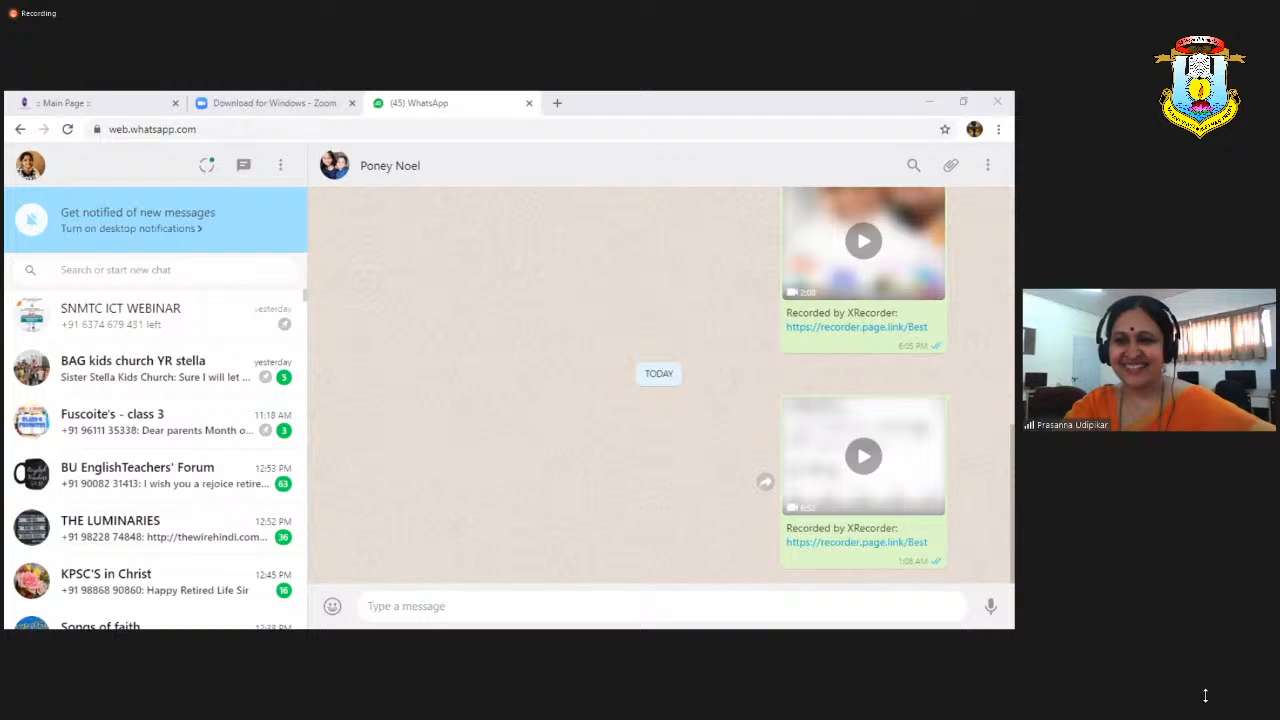 Recording
:: Main Page ::
Download for Windows - Zoom
(45) WhatsApp
web.whatsapp.com
Poney Noel
Get notified of new messages
Turn on desktop notifications >
Search or start new chat
SNMTC ICT WEBINAR
yesterday
+91 6374 679 431 left
BAG kids church YR stella
yesterday
Sister Stella Kids Church: Sure I will let ...
5
Fuscoite's - class 3
11:18 AM
+91 96111 35338: Dear parents Month o...
3
BU EnglishTeachers' Forum
12:53 PM
+91 90082 31413: I wish you a rejoice retire...
63
THE LUMINARIES
12:52 PM
+91 98228 74848: http://thewirehindi.com...
36
KPSC'S in Christ
12:45 PM
+91 98868 90860: Happy Retired Life Sir
16
Songs of faith
12:38 PM
2:08
Recorded by XRecorder:
https://recorder.page.link/Best
6:05 PM
TODAY
6:52
Recorded by XRecorder:
https://recorder.page.link/Best
1:08 AM
Type a message
Prasanna Udipikar